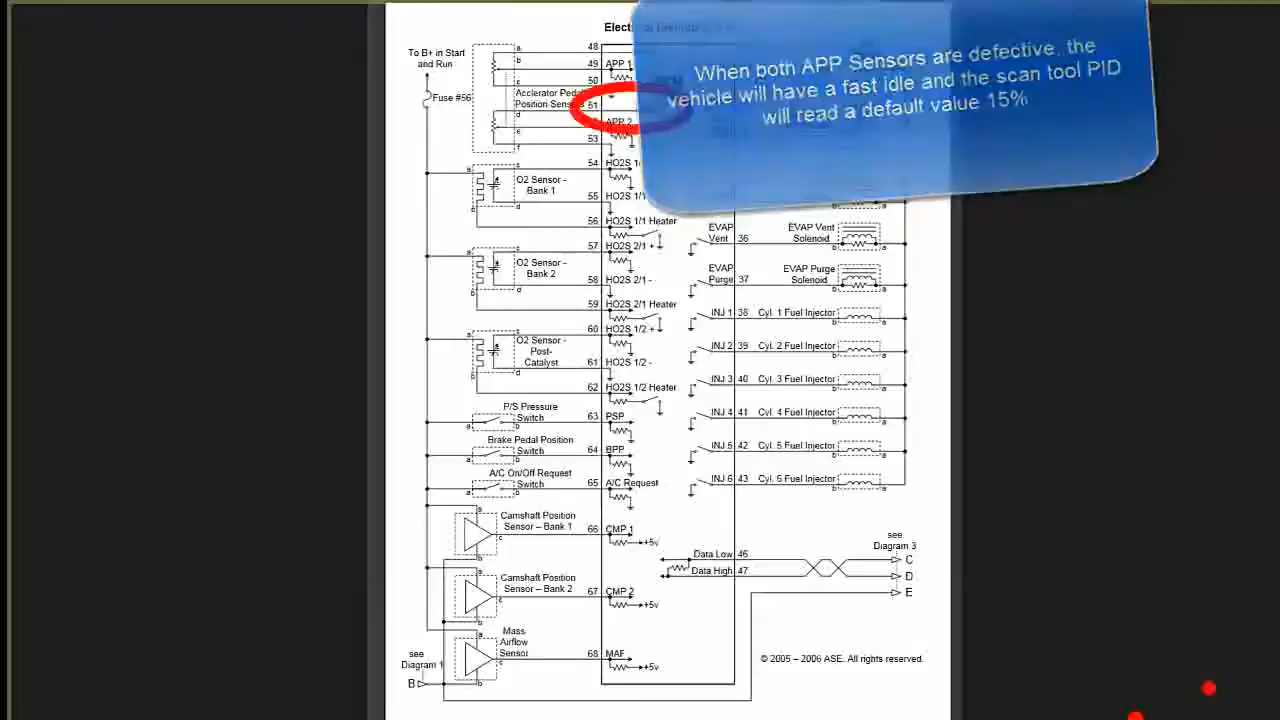 When both APP Sensors are defective, the
vehicle will have a fast idle and the scan tool PID
will read a default value 15%
To B+ in Start
and Run
Fuse #56
a
b
c
Acclerator Pedal
Position Sensors
d
e
f
48
49 APP 1
50
51
APP 2
53
a
b
c
d
O2 Sensor -
Bank 1
54 HO2S 1/
55 HO2S 1/1
56 HO2S 1/1 Heater
a
b
c
d
O2 Sensor -
Bank 2
57 HO2S 2/1 +
58 HO2S 2/1 -
59 HO2S 2/1 Heater
a
b
c
d
O2 Sensor -
Post-
Catalyst
60 HO2S 1/2 +
61 HO2S 1/2 -
62 HO2S 1/2 Heater
P/S Pressure
Switch
a
b
63 PSP
Brake Pedal Position
Switch
a
b
64 BPP
A/C On/Off Request
Switch
a
b
65 A/C Request
Camshaft Position
Sensor – Bank 1
a
b
c
66 CMP 1
+5v
Camshaft Position
Sensor – Bank 2
a
b
c
67 CMP 2
+5v
Mass
Airflow
Sensor
a
b
c
68 MAF
+5v
see
Diagram 1
B
EVAP
Vent 36
EVAP Vent
Solenoid
b
a
EVAP
Purge 37
EVAP Purge
Solenoid
b
a
INJ 1 38 Cyl. 1 Fuel Injector
b
a
INJ 2 39 Cyl. 2 Fuel Injector
b
a
INJ 3 40 Cyl. 3 Fuel Injector
b
a
INJ 4 41 Cyl. 4 Fuel Injector
b
a
INJ 5 42 Cyl. 5 Fuel Injector
b
a
INJ 6 43 Cyl. 6 Fuel Injector
b
a
see
Diagram 3
Data Low 46
C
Data High 47
D
E
© 2005 – 2006 ASE. All rights reserved.